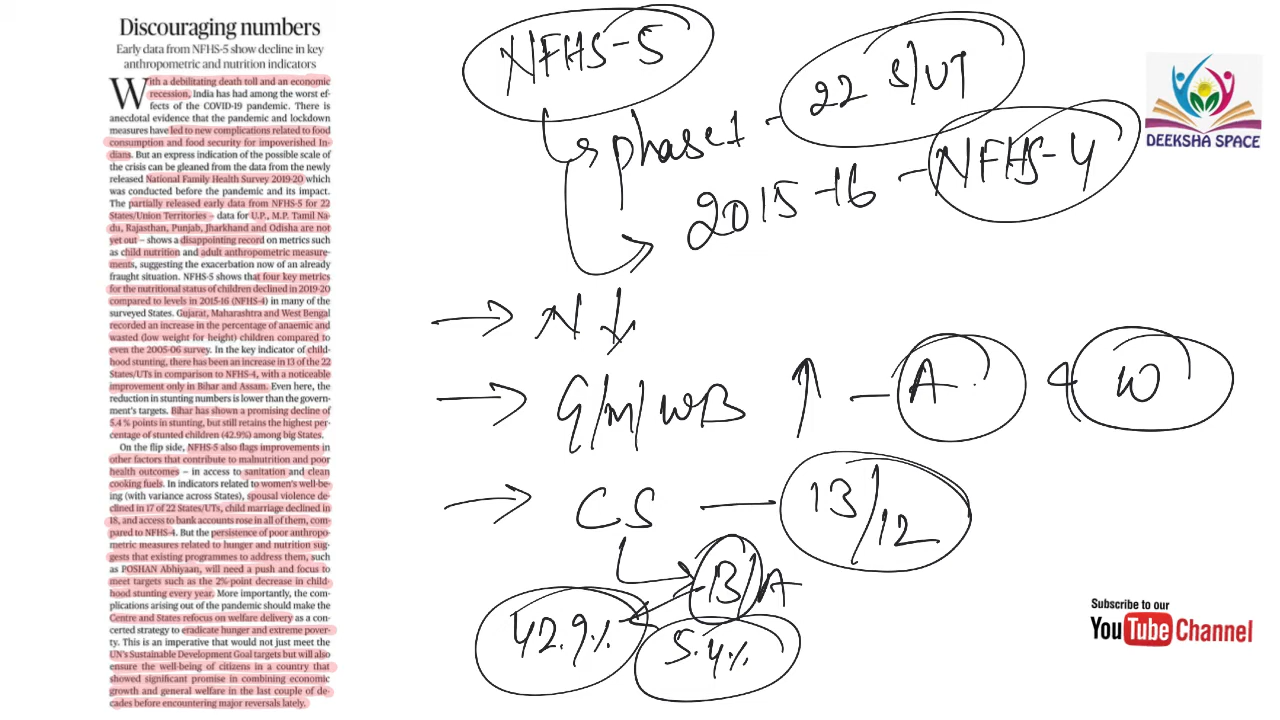 Discouraging numbers
Early data from NFHS-5 show decline in key
anthropometric and nutrition indicators
With a debilitating death toll and an economic
recession, India has had among the worst ef-
fects of the COVID-19 pandemic. There is
anecdotal evidence that the pandemic and lockdown
measures have led to new complications related to food
consumption and food security for impoverished In-
dians. But an express indication of the possible scale of
the crisis can be gleaned from the data from the newly
released National Family Health Survey 2019-20 which
was conducted before the pandemic and its impact.
The partially released early data from NFHS-5 for 22
States/Union Territories – data for U.P., M.P. Tamil Na-
du, Rajasthan, Punjab, Jharkhand and Odisha are not
yet out – shows a disappointing record on metrics such
as child nutrition and adult anthropometric measure-
ments, suggesting the exacerbation now of an already
fraught situation. NFHS-5 shows that four key metrics
for the nutritional status of children declined in 2019-20
compared to levels in 2015-16 (NFHS-4) in many of the
surveyed States. Gujarat, Maharashtra and West Bengal
recorded an increase in the percentage of anaemic and
wasted (low weight for height) children compared to
even the 2005-06 survey. In the key indicator of child-
hood stunting, there has been an increase in 13 of the 22
States/UTs in comparison to NFHS-4, with a noticeable
improvement only in Bihar and Assam. Even here, the
reduction in stunting numbers is lower than the govern-
ment's targets. Bihar has shown a promising decline of
5.4 % points in stunting, but still retains the highest per-
centage of stunted children (42.9%) among big States.
On the flip side, NFHS-5 also flags improvements in
other factors that contribute to malnutrition and poor
health outcomes – in access to sanitation and clean
cooking fuels. In indicators related to women's well-be-
ing (with variance across States), spousal violence de-
clined in 17 of 22 States/UTs, child marriage declined in
18, and access to bank accounts rose in all of them, com-
pared to NFHS-4. But the persistence of poor anthropo-
metric measures related to hunger and nutrition sug-
gests that existing programmes to address them, such
as POSHAN Abhiyaan, will need a push and focus to
meet targets such as the 2%-point decrease in child-
hood stunting every year. More importantly, the com-
plications arising out of the pandemic should make the
Centre and States refocus on welfare delivery as a con-
certed strategy to eradicate hunger and extreme pover-
ty. This is an imperative that would not just meet the
UN's Sustainable Development Goal targets but will also
ensure the well-being of citizens in a country that
showed significant promise in combining economic
growth and general welfare in the last couple of de-
cades before encountering major reversals lately.
NFHS-5
phase 1 - 22 S/UT
2015-16 - NFHS-4
N
G/M/WB - A & W
CS - 13/12
B/A
42.9% 5.4%
DEEKSHA SPACE
Subscribe to our
YouTube Channel